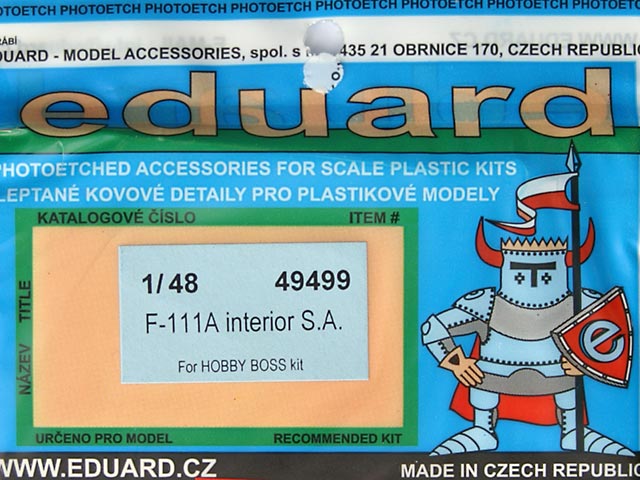 PHOTOETCH PHOTOETCH PHOTOETCH PHOTOETCH PHOTOETCH PHOTOETCH PHOTOETCH
EDUARD - MODEL ACCESSORIES, spol. s 435 21 OBRNICE 170, CZECH REPUBLIC
eduard
PHOTOETCHED ACCESSORIES FOR SCALE PLASTIC KITS
LEPTANÉ KOVOVÉ DETAILY PRO PLASTIKOVÉ MODELY
KATALOGOVÉ ČÍSLO ITEM #
NÁZEV TITLE
1/48 49499
F-111A interior S.A.
For HOBBY BOSS kit
e
URČENO PRO MODEL RECOMMENDED KIT
WWW.EDUARD.CZ MADE IN CZECH REPUBLIC